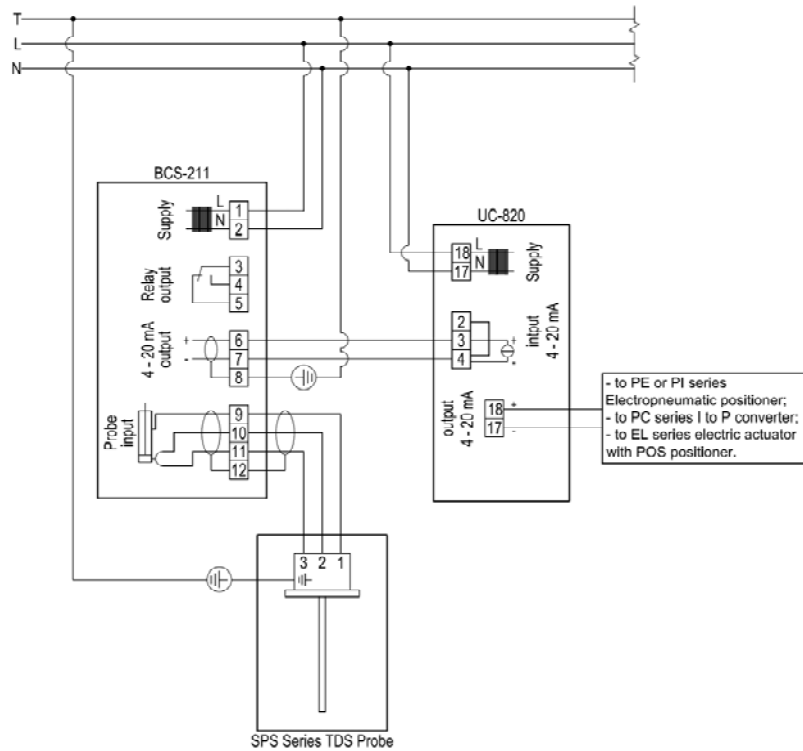 T
L
N
BCS-211
UC-820
Supply
L
N
1
2
Relay output
3
4
5
4 - 20 mA output
+
-
6
7
8
Probe input
9
10
11
12
18
17
L
N
Supply
2
3
4
+
-
intput
4 - 20 mA
output
4 - 20 mA
18
17
+
-
- to PE or PI series
Electropneumatic positioner;
- to PC series I to P converter;
- to EL series electric actuator
with POS positioner.
3 2 1
SPS Series TDS Probe